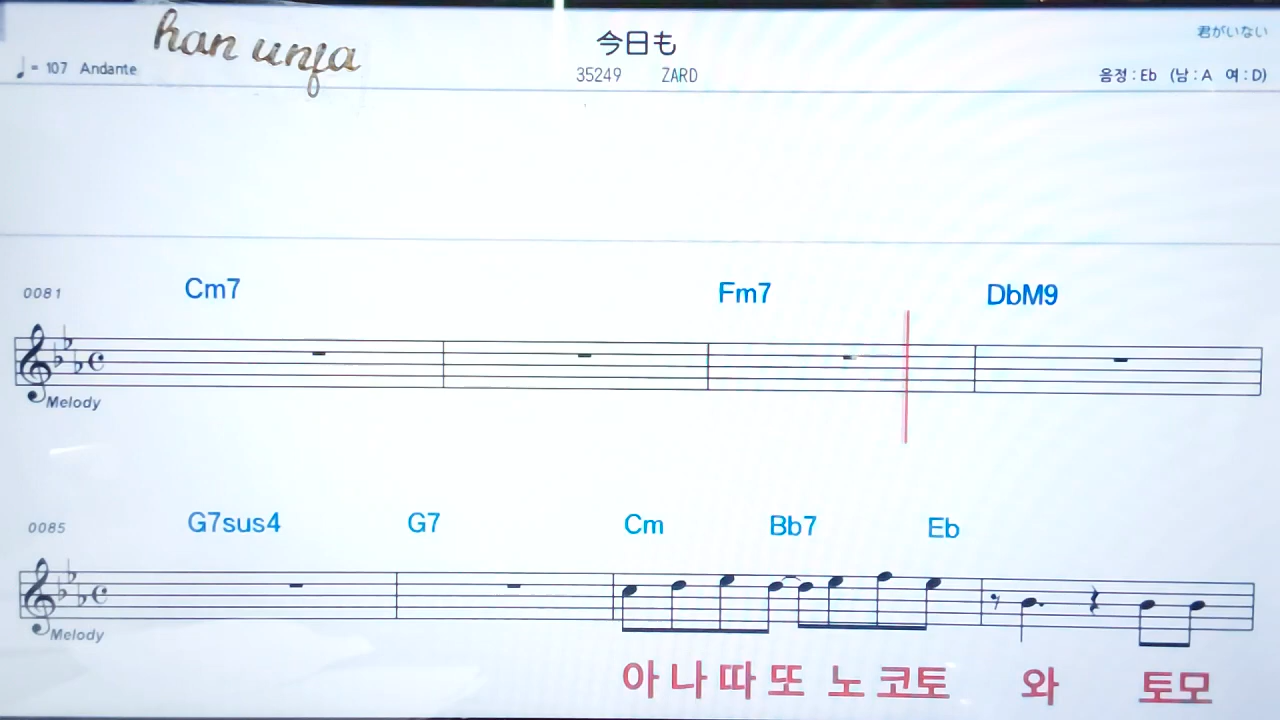 han unfa
今日も
君がいない
♩= 107 Andante
35249 ZARD
음정 : Eb (남 : A 여 : D)
0081 Cm7 Fm7 DbM9
Melody
0085 G7sus4 G7 Cm Bb7 Eb
Melody
아 나 따 또 노 코토 와 토모